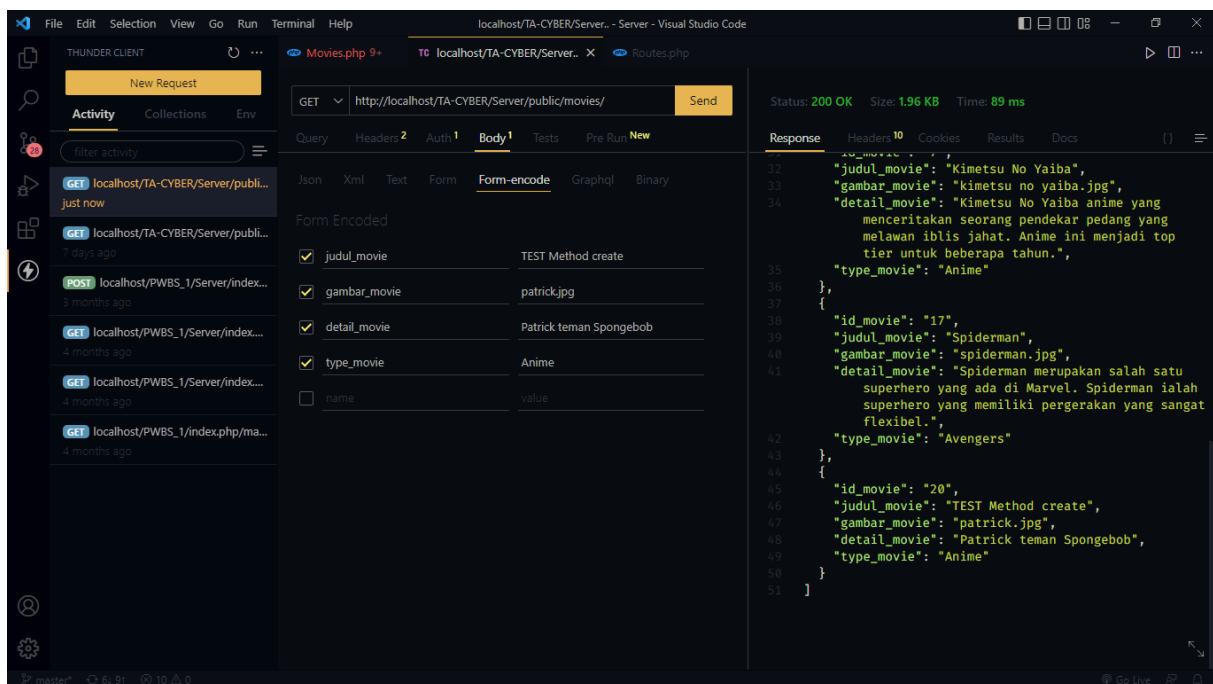 File Edit Selection View Go Run Terminal Help
localhost/TA-CYBER/Server.. - Server - Visual Studio Code
THUNDER CLIENT
New Request
Activity Collections Env
filter activity
28
GET localhost/TA-CYBER/Server/publi...
just now
GET localhost/TA-CYBER/Server/publi...
7 days ago
POST localhost/PWBS_1/Server/index...
3 months ago
GET localhost/PWBS_1/Server/index....
4 months ago
GET localhost/PWBS_1/Server/index....
4 months ago
GET localhost/PWBS_1/index.php/ma...
4 months ago
Movies.php 9+
TC localhost/TA-CYBER/Server..
Routes.php
GET http://localhost/TA-CYBER/Server/public/movies/ Send
Query Headers 2 Auth 1 Body 1 Tests Pre Run New
Json Xml Text Form Form-encode Graphql Binary
Form Encoded
judul_movie TEST Method create
gambar_movie patrick.jpg
detail_movie Patrick teman Spongebob
type_movie Anime
name value
Status: 200 OK Size: 1.96 KB Time: 89 ms
Response Headers 10 Cookies Results Docs {}
32 "judul_movie": "Kimetsu No Yaiba",
33 "gambar_movie": "kimetsu no yaiba.jpg",
34 "detail_movie": "Kimetsu No Yaiba anime yang
menceritakan seorang pendekar pedang yang
melawan iblis jahat. Anime ini menjadi top
tier untuk beberapa tahun.",
35 "type_movie": "Anime"
36 },
37 {
38 "id_movie": "17",
39 "judul_movie": "Spiderman",
40 "gambar_movie": "spiderman.jpg",
41 "detail_movie": "Spiderman merupakan salah satu
superhero yang ada di Marvel. Spiderman ialah
superhero yang memiliki pergerakan yang sangat
flexibel.",
42 "type_movie": "Avengers"
43 },
44 {
45 "id_movie": "20",
46 "judul_movie": "TEST Method create",
47 "gambar_movie": "patrick.jpg",
48 "detail_movie": "Patrick teman Spongebob",
49 "type_movie": "Anime"
50 }
51 ]
master* 6↓ 9↑ 10 0
Go Live